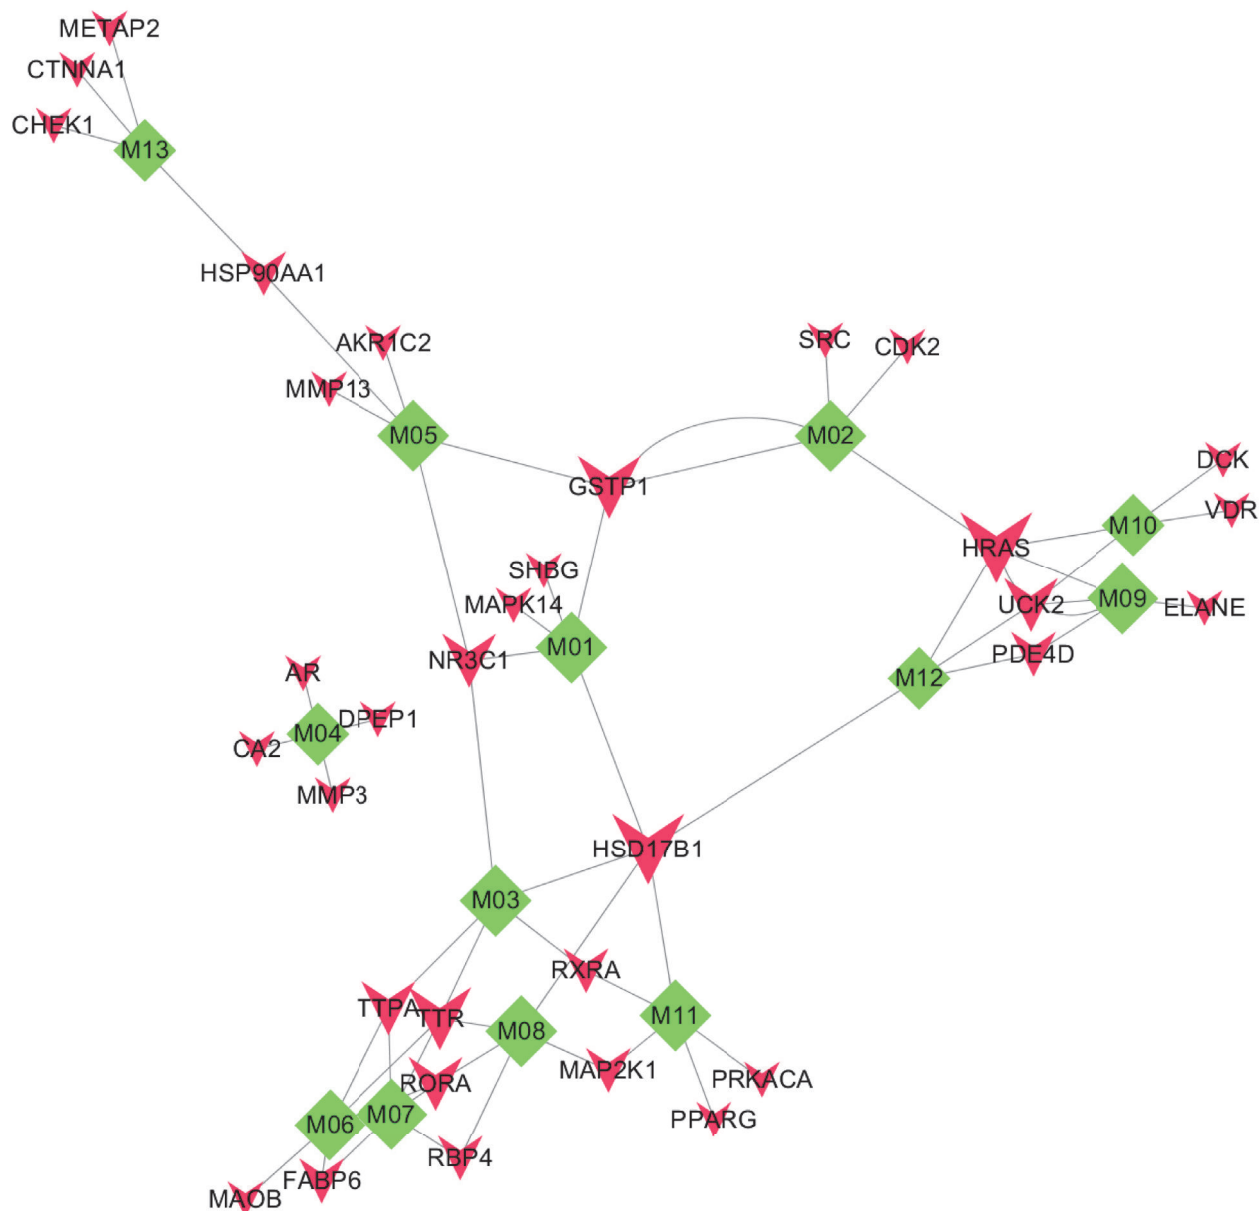 METAP2
CTNNA1
CHEK1
M13
HSP90AA1
AKR1C2
MMP13
SRC
CDK2
M05
M02
GSTP1
DCK
VDR
M10
HRAS
SHBG
MAPK14
UCK2
M09
ELANE
M01
NR3C1
PDE4D
M12
AR
DPEP1
M04
CA2
MMP3
HSD17B1
M03
RXRA
TTPA
TTR
M08
M11
MAP2K1
PRKACA
RORA
PPARG
M06
M07
RBP4
FABP6
MAOB